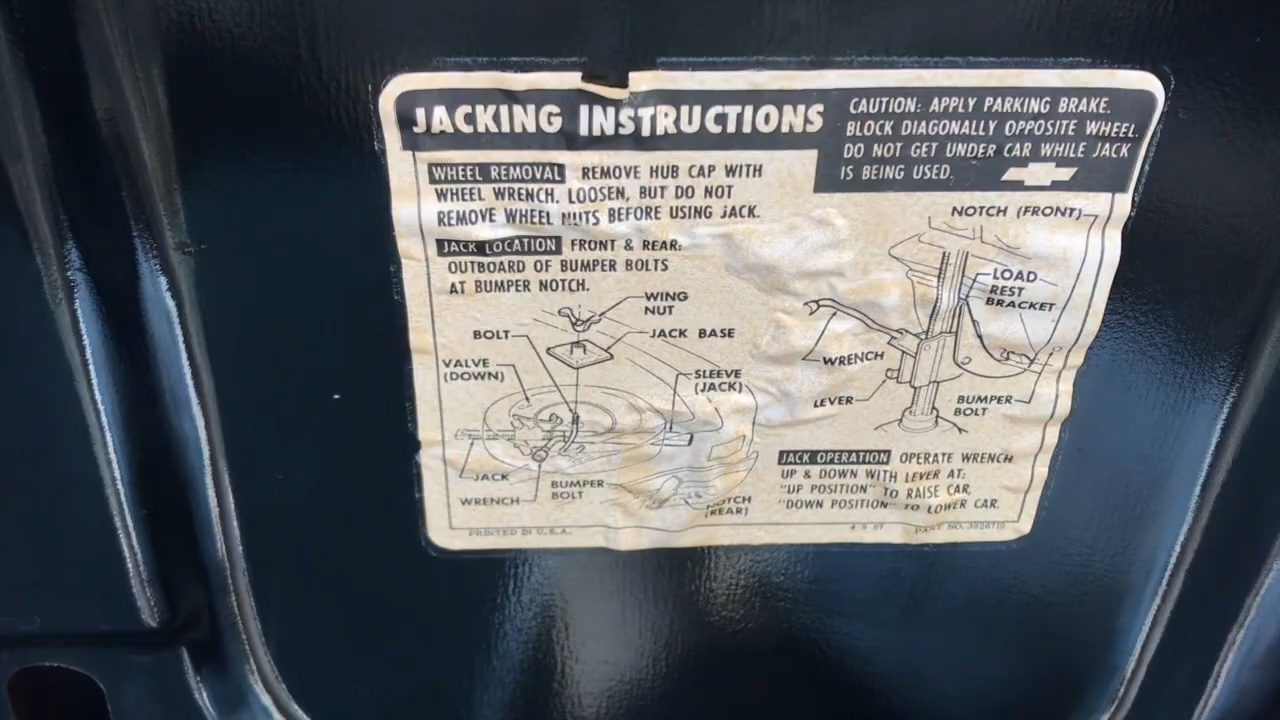 JACKING INSTRUCTIONS
CAUTION: APPLY PARKING BRAKE.
BLOCK DIAGONALLY OPPOSITE WHEEL.
DO NOT GET UNDER CAR WHILE JACK
IS BEING USED.
WHEEL REMOVAL REMOVE HUB CAP WITH
WHEEL WRENCH. LOOSEN, BUT DO NOT
REMOVE WHEEL NUTS BEFORE USING JACK.
JACK LOCATION FRONT & REAR:
OUTBOARD OF BUMPER BOLTS
AT BUMPER NOTCH.
WING
NUT
BOLT
JACK BASE
VALVE
(DOWN)
SLEEVE
(JACK)
JACK
WRENCH
BUMPER
BOLT
NOTCH
(REAR)
NOTCH (FRONT)
LOAD
REST
BRACKET
WRENCH
LEVER
BUMPER
BOLT
JACK OPERATION OPERATE WRENCH
UP & DOWN WITH LEVER AT:
"UP POSITION" TO RAISE CAR,
"DOWN POSITION" TO LOWER CAR.
PRINTED IN U.S.A.
PART NO.